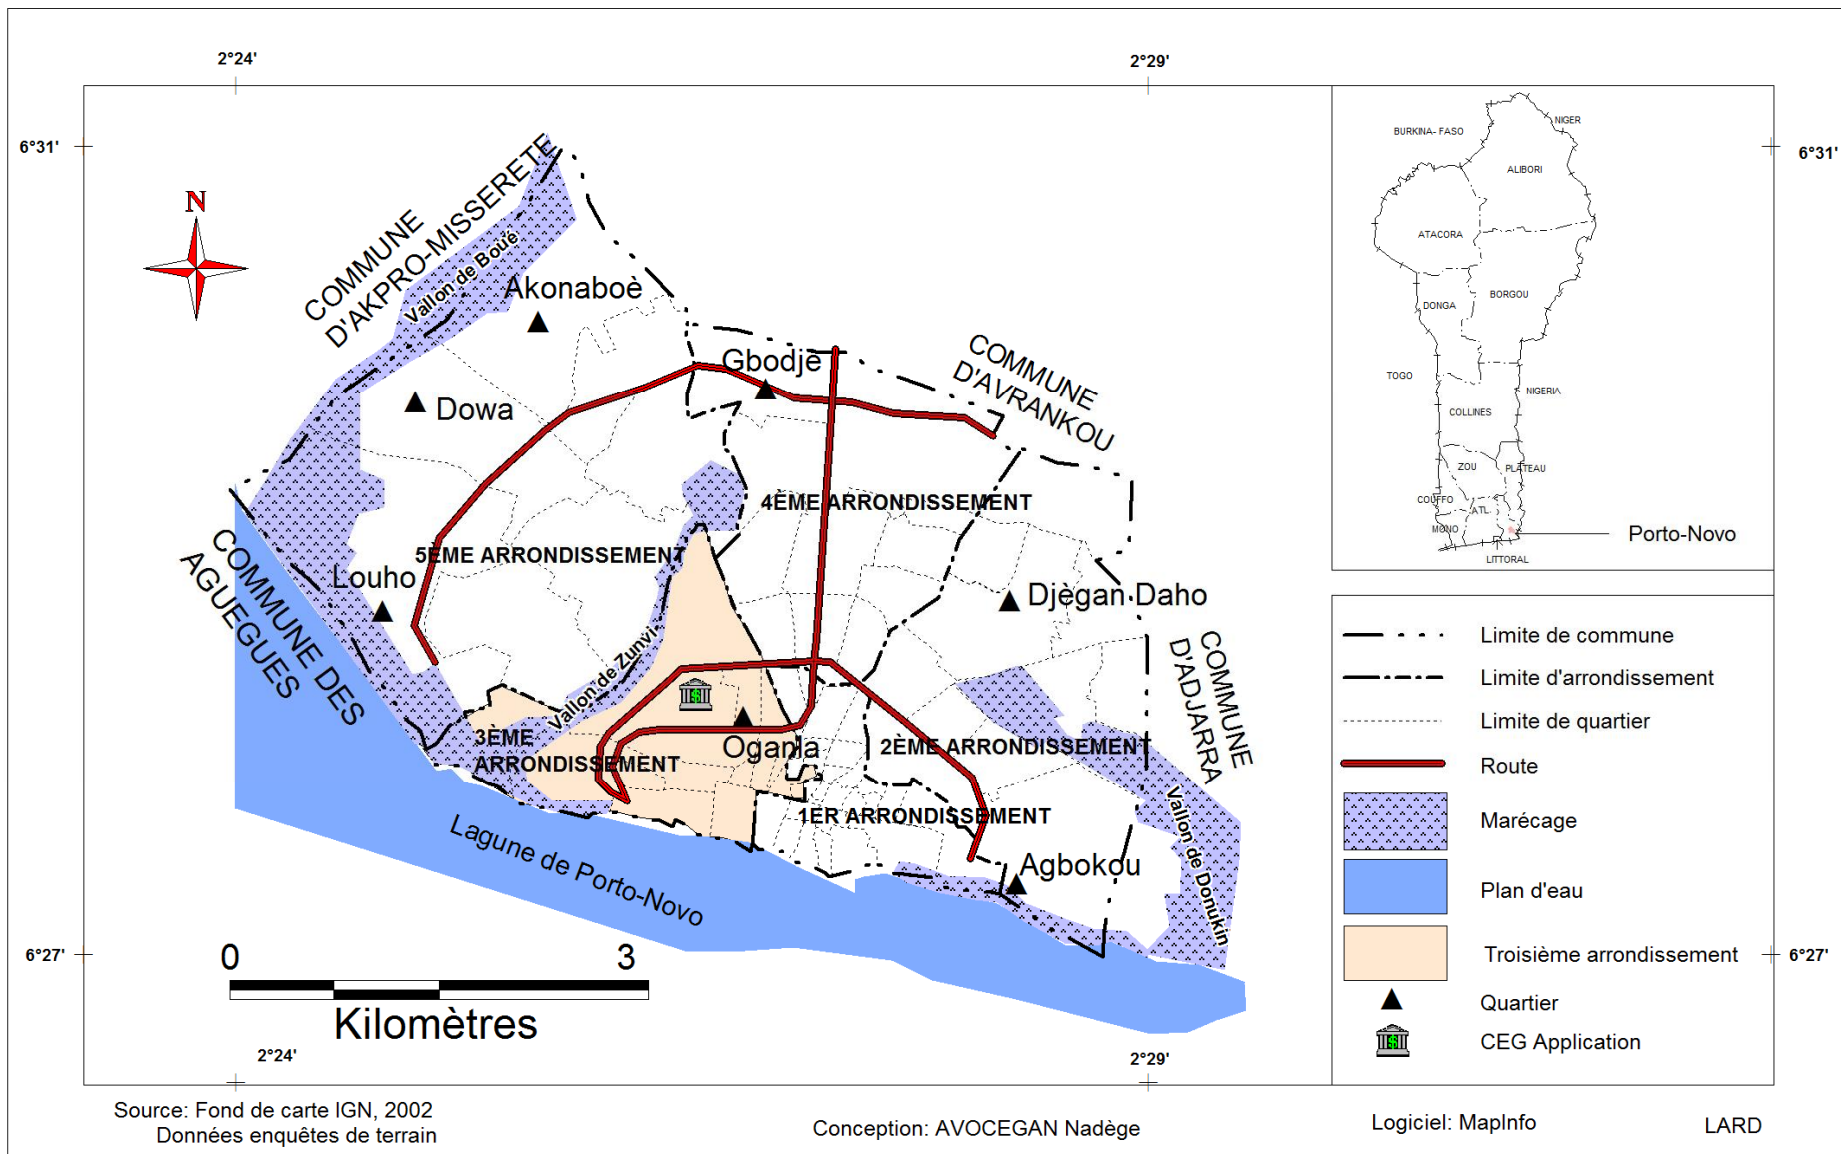 2°24'
2°29'
6°31'
6°31'
N
COMMUNE
D'AKPRO-MISSERETE
Vallon de Boué
Akonaboè
Dowa
Gbodjè
COMMUNE
D'AVRANKOU
4ÈME ARRONDISSEMENT
5ÈME ARRONDISSEMENT
Louho
COMMUNE DES
AGUEGUES
Djègan Daho
COMMUNE
D'ADJARRA
Vallon de Zunvi
Oganla
3ÈME
ARRONDISSEMENT
2ÈME ARRONDISSEMENT
1ER ARRONDISSEMENT
Vallon de Donukin
Agbokou
Lagune de Porto-Novo
6°27'
6°27'
0
3
Kilomètres
2°24'
2°29'
BURKINA- FASO
NIGER
ALIBORI
ATACORA
BORGOU
DONGA
TOGO
NIGERIA
COLLINES
ZOU
PLATEAU
COUFFO
ATL.
MONO
LITTORAL
Porto-Novo
Limite de commune
Limite d'arrondissement
Limite de quartier
Route
Marécage
Plan d'eau
Troisième arrondissement
Quartier
CEG Application
Source: Fond de carte IGN, 2002
Données enquêtes de terrain
Conception: AVOCEGAN Nadège
Logiciel: MapInfo
LARD